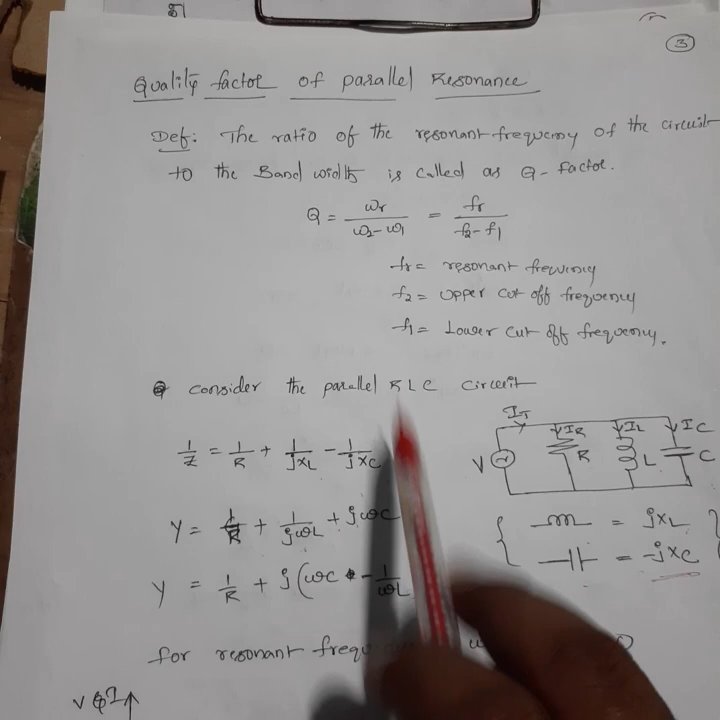 3
Quality factor of parallel Resonance
Def: The ratio of the resonant frequency of the circuit
to the Band width is called as Q-factor.
Q = ωr/(ω2-ω1) = fr/(f2-f1)
fr = resonant frequency
f2 = Upper cut off frequency
f1 = Lower cut off frequency.
consider the parallel RLC circuit
1/Z = 1/R + 1/jXL - 1/jXC
IT
IR IL IC
V R L C
Y = 1/R + 1/jωL + jωC
= jXL
= -jXC
Y = 1/R + j(ωC - 1/ωL
for resonant
V I ↑